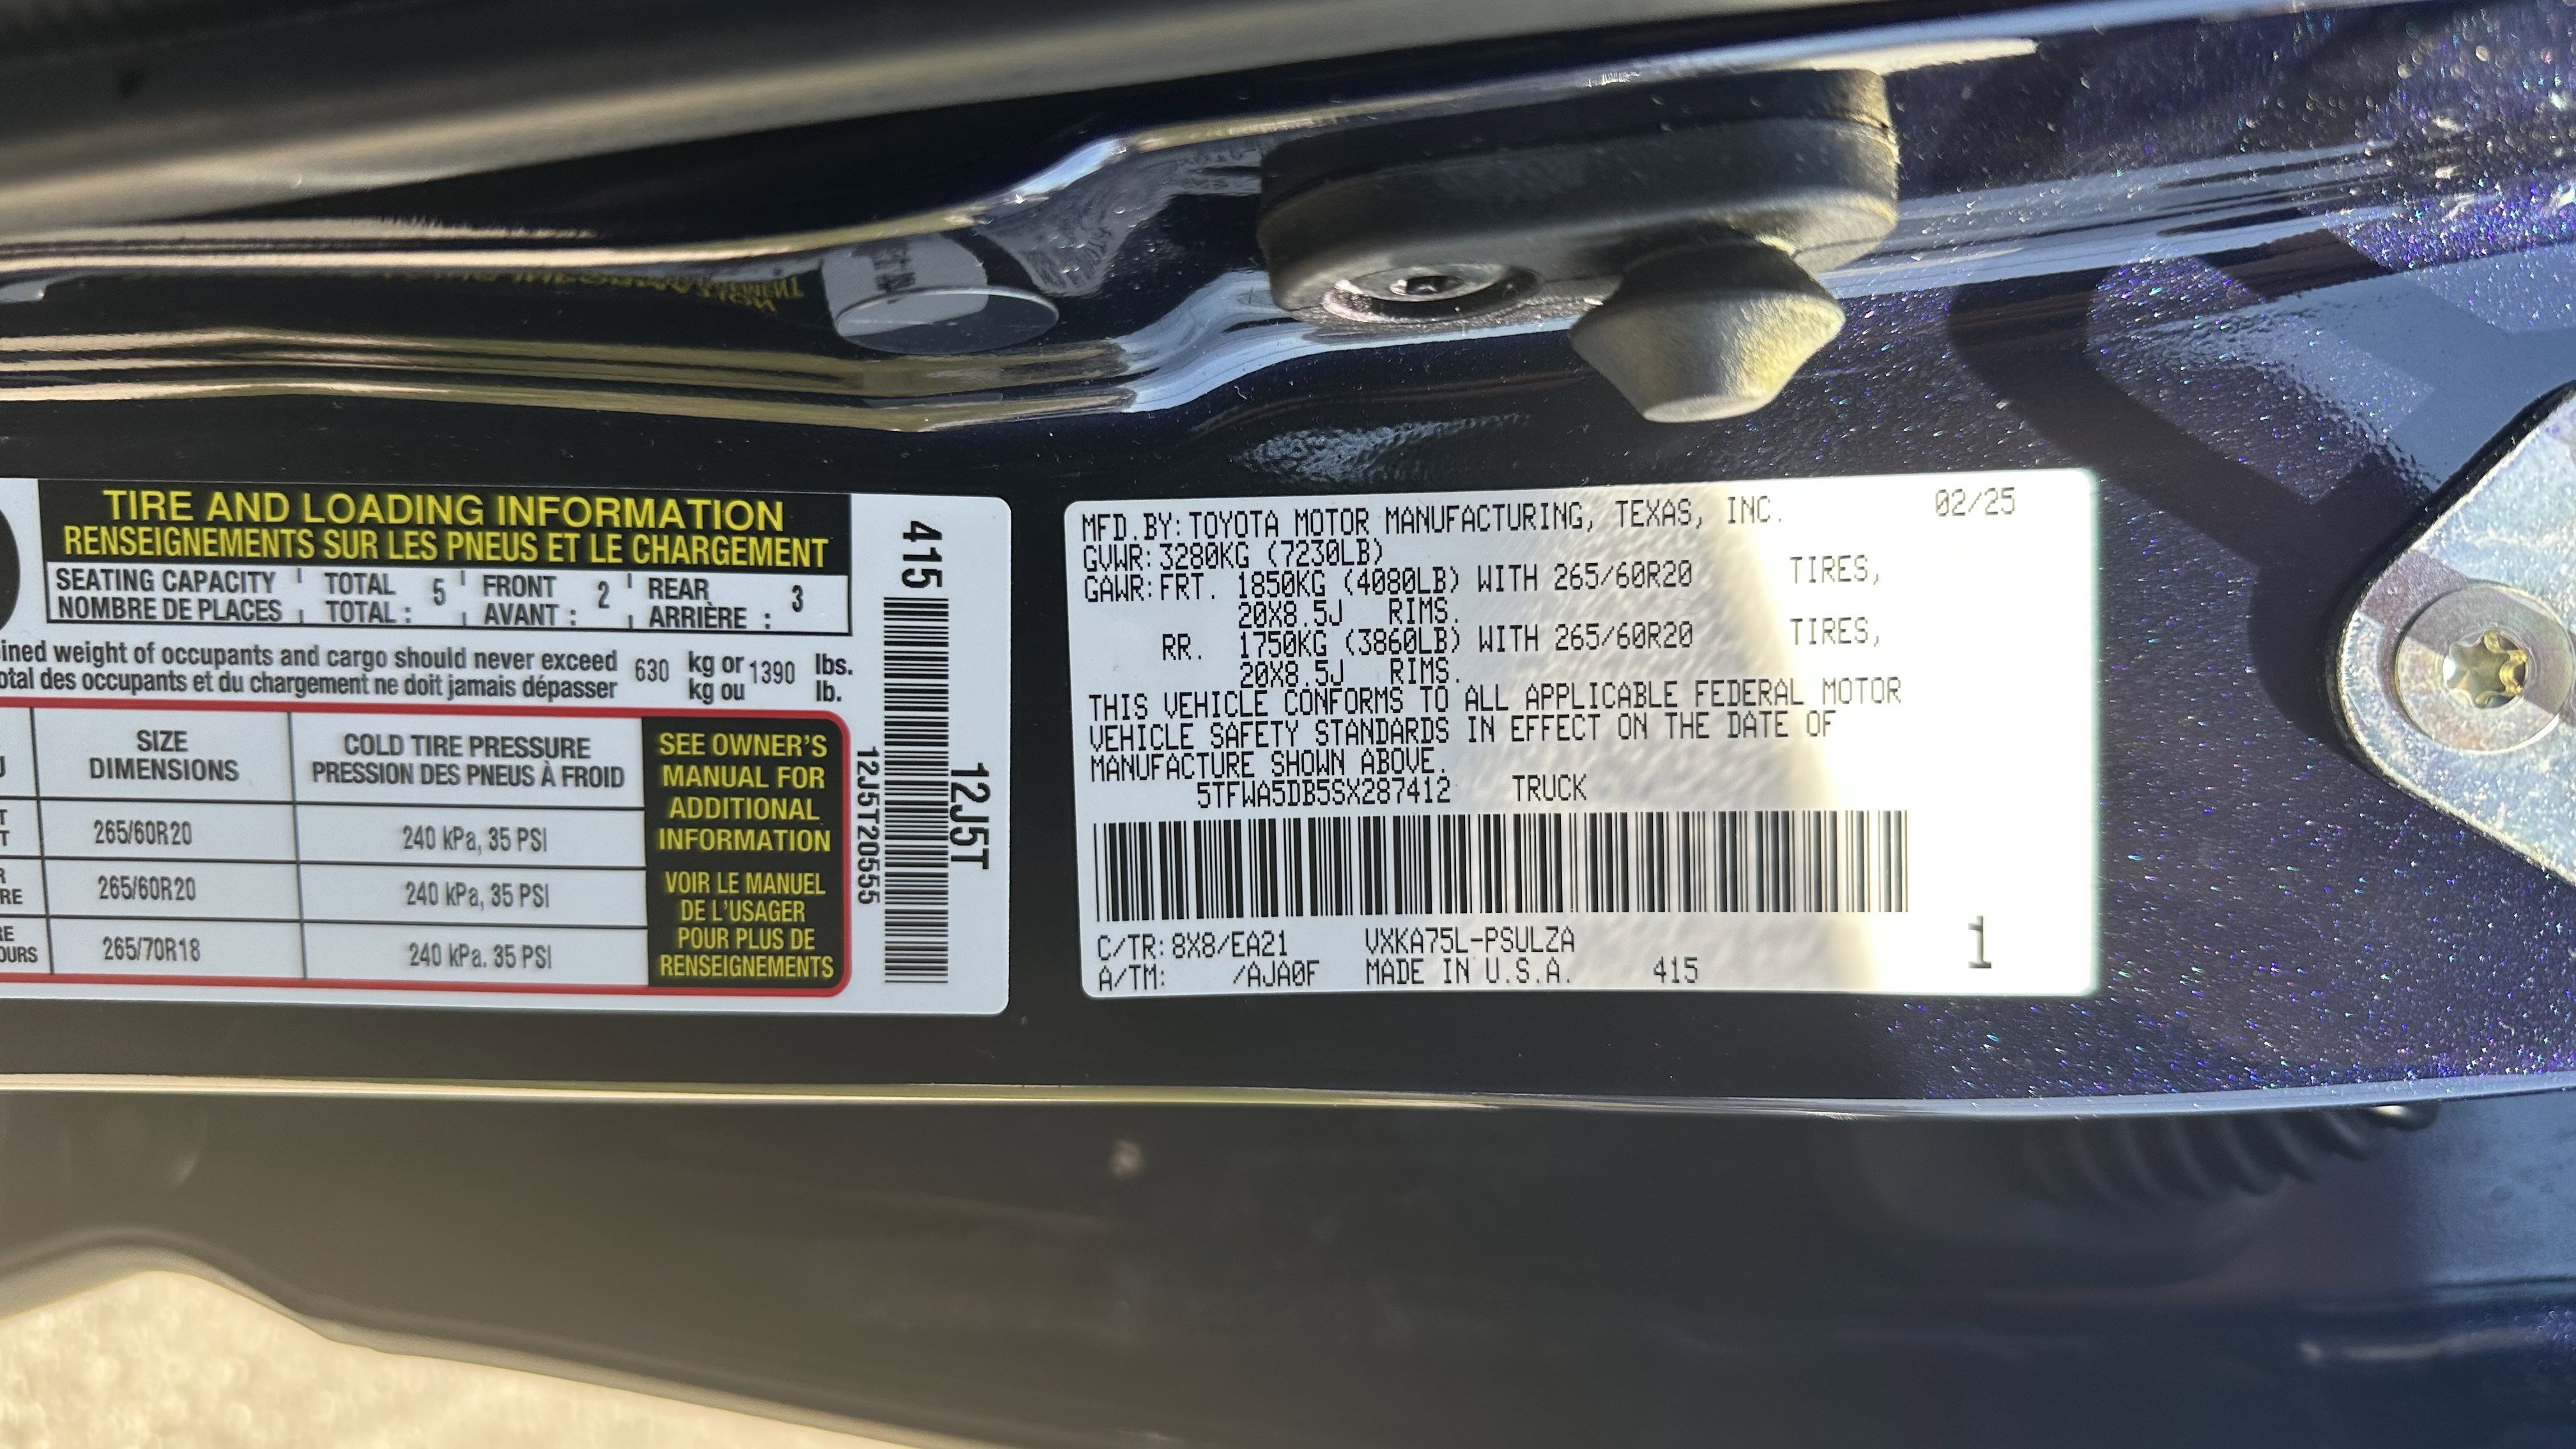 TIRE AND LOADING INFORMATION
RENSEIGNEMENTS SUR LES PNEUS ET LE CHARGEMENT
SEATING CAPACITY TOTAL 5 FRONT 2 REAR 3
NOMBRE DE PLACES TOTAL : AVANT : ARRIÈRE :
ined weight of occupants and cargo should never exceed 630 kg or 1390 lbs.
otal des occupants et du chargement ne doit jamais dépasser kg ou lb.
SIZE
DIMENSIONS
COLD TIRE PRESSURE
PRESSION DES PNEUS À FROID
265/60R20 240 kPa, 35 PSI
265/60R20 240 kPa, 35 PSI
RE
265/70R18 240 kPa. 35 PSI
OURS
SEE OWNER'S
MANUAL FOR
ADDITIONAL
INFORMATION
VOIR LE MANUEL
DE L'USAGER
POUR PLUS DE
RENSEIGNEMENTS
415
12J5T20555
12J5T
MFD.BY:TOYOTA MOTOR MANUFACTURING, TEXAS, INC. 02/25
GVWR:3280KG (7230LB)
GAWR:FRT. 1850KG (4080LB) WITH 265/60R20 TIRES,
20X8.5J RIMS.
RR. 1750KG (3860LB) WITH 265/60R20 TIRES,
20X8.5J RIMS.
THIS VEHICLE CONFORMS TO ALL APPLICABLE FEDERAL MOTOR
VEHICLE SAFETY STANDARDS IN EFFECT ON THE DATE OF
MANUFACTURE SHOWN ABOVE.
5TFWA5DB5SX287412 TRUCK
C/TR:8X8/EA21 VXKA75L-PSULZA
A/TM: /AJA0F MADE IN U.S.A. 415
1